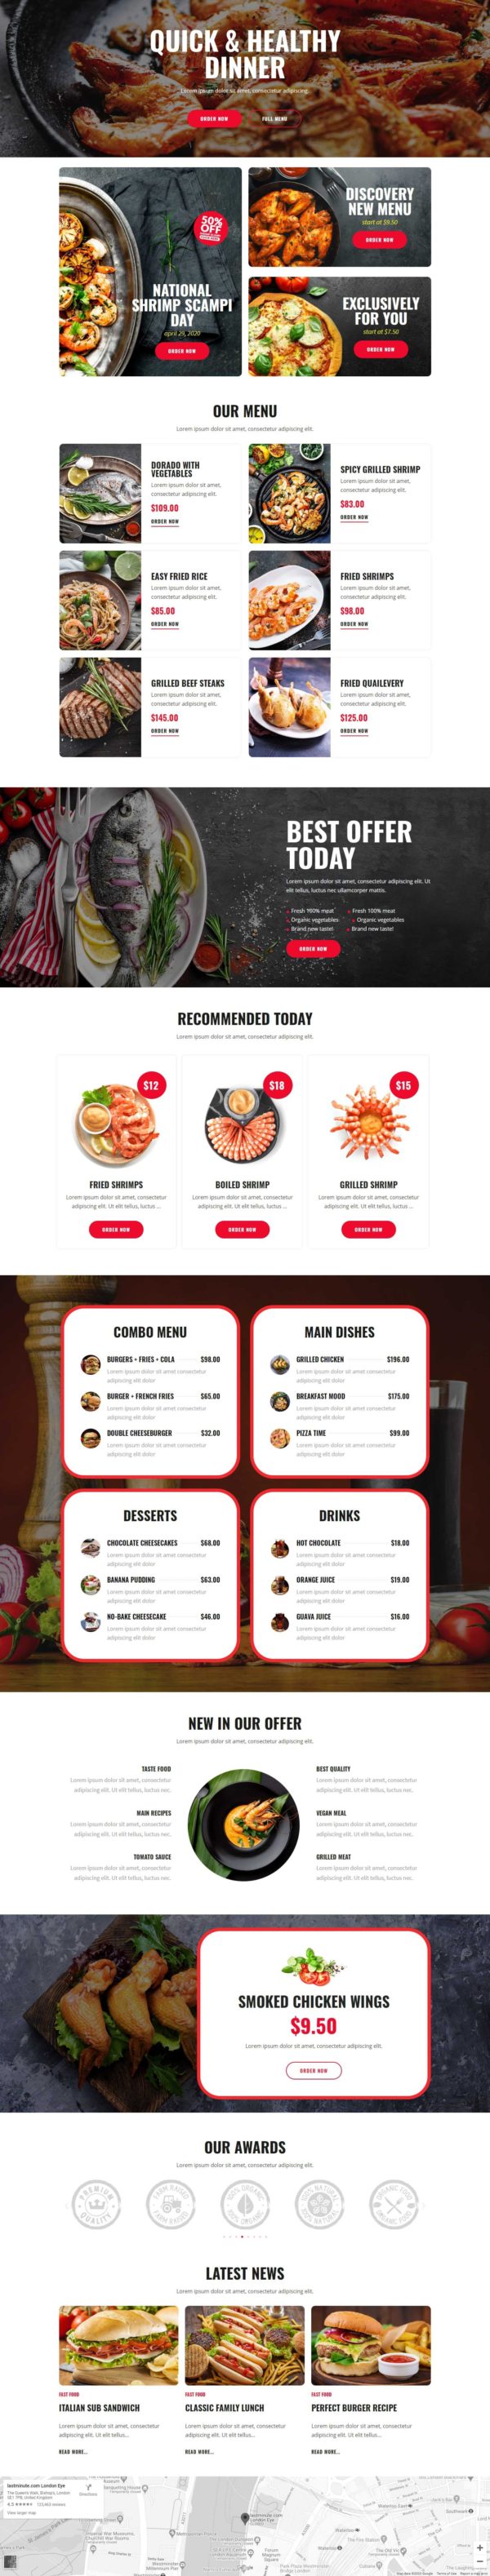 QUICK & HEALTHY
DINNER
Lorem ipsum dolor sit amet, consectetur adipiscing.
ORDER NOW
FULL MENU
50%
OFF
NATIONAL
SHRIMP SCAMPI
DAY
april 29, 2020
ORDER NOW
DISCOVERY
NEW MENU
start at $9.50
ORDER NOW
EXCLUSIVELY
FOR YOU
start at $7.50
ORDER NOW
OUR MENU
Lorem ipsum dolor sit amet, consectetur adipiscing elit.
DORADO WITH
VEGETABLES
Lorem ipsum dolor sit amet,
consectetur adipiscing elit.
$109.00
ORDER NOW
SPICY GRILLED SHRIMP
Lorem ipsum dolor sit amet,
consectetur adipiscing elit.
$83.00
ORDER NOW
EASY FRIED RICE
Lorem ipsum dolor sit amet,
consectetur adipiscing elit.
$85.00
ORDER NOW
FRIED SHRIMPS
Lorem ipsum dolor sit amet,
consectetur adipiscing elit.
$98.00
ORDER NOW
GRILLED BEEF STEAKS
Lorem ipsum dolor sit amet,
consectetur adipiscing elit.
$145.00
ORDER NOW
FRIED QUAILEVERY
Lorem ipsum dolor sit amet,
consectetur adipiscing elit.
$125.00
ORDER NOW
BEST OFFER
TODAY
Lorem ipsum dolor sit amet, consectetur adipiscing elit. Ut
elit tellus, luctus nec ullamcorper mattis.
Fresh 100% meat
Fresh 100% meat
Organic vegetables
Organic vegetables
Brand new taste!
Brand new taste!
ORDER NOW
RECOMMENDED TODAY
Lorem ipsum dolor sit amet, consectetur adipiscing elit.
$12
FRIED SHRIMPS
Lorem ipsum dolor sit amet, consectetur
adipiscing elit. Ut elit tellus, luctus ...
ORDER NOW
$18
BOILED SHRIMP
Lorem ipsum dolor sit amet, consectetur
adipiscing elit. Ut elit tellus, luctus ...
ORDER NOW
$15
GRILLED SHRIMP
Lorem ipsum dolor sit amet, consectetur
adipiscing elit. Ut elit tellus, luctus ...
ORDER NOW
COMBO MENU
BURGERS + FRIES + COLA $98.00
Lorem ipsum dolor sit amet consectetur
adipiscing elit dolor
BURGER + FRENCH FRIES $65.00
Lorem ipsum dolor sit amet consectetur
adipiscing elit dolor
DOUBLE CHEESEBURGER $32.00
Lorem ipsum dolor sit amet consectetur
adipiscing elit dolor
MAIN DISHES
GRILLED CHICKEN $196.00
Lorem ipsum dolor sit amet consectetur
adipiscing elit dolor
BREAKFAST MOOD $175.00
Lorem ipsum dolor sit amet consectetur
adipiscing elit dolor
PIZZA TIME $99.00
Lorem ipsum dolor sit amet consectetur
adipiscing elit dolor
DESSERTS
CHOCOLATE CHEESECAKES $68.00
Lorem ipsum dolor sit amet consectetur
adipiscing elit dolor
BANANA PUDDING $63.00
Lorem ipsum dolor sit amet consectetur
adipiscing elit dolor
NO-BAKE CHEESECAKE $46.00
Lorem ipsum dolor sit amet consectetur
adipiscing elit dolor
DRINKS
HOT CHOCOLATE $18.00
Lorem ipsum dolor sit amet consectetur
adipiscing elit dolor
ORANGE JUICE $19.00
Lorem ipsum dolor sit amet consectetur
adipiscing elit dolor
GUAVA JUICE $16.00
Lorem ipsum dolor sit amet consectetur
adipiscing elit dolor
NEW IN OUR OFFER
Lorem ipsum dolor sit amet, consectetur adipiscing elit.
TASTE FOOD
Lorem ipsum dolor sit amet, consectetur
adipiscing elit. Ut elit tellus, luctus nec.
MAIN RECIPES
Lorem ipsum dolor sit amet, consectetur
adipiscing elit. Ut elit tellus, luctus nec.
TOMATO SAUCE
Lorem ipsum dolor sit amet, consectetur
adipiscing elit. Ut elit tellus, luctus nec.
BEST QUALITY
Lorem ipsum dolor sit amet, consectetur
adipiscing elit. Ut elit tellus, luctus nec.
VEGAN MEAL
Lorem ipsum dolor sit amet, consectetur
adipiscing elit. Ut elit tellus, luctus nec.
GRILLED MEAT
Lorem ipsum dolor sit amet, consectetur
adipiscing elit. Ut elit tellus, luctus nec.
SMOKED CHICKEN WINGS
$9.50
Lorem ipsum dolor sit amet, consectetur adipiscing elit.
ORDER NOW
OUR AWARDS
Lorem ipsum dolor sit amet, consectetur adipiscing elit.
PREMIUM
QUALITY
FARM RAISED
FARM RAISED
100% ORGANIC
100% ORGANIC
100% NATURAL
100% NATURAL
ORGANIC FOOD
ORGANIC FOOD
LATEST NEWS
Lorem ipsum dolor sit amet, consectetur adipiscing elit.
FAST FOOD
ITALIAN SUB SANDWICH
Lorem ipsum dolor sit amet, consectetur
adipiscing elit. Ut elit tellus...
READ MORE...
FAST FOOD
CLASSIC FAMILY LUNCH
Lorem ipsum dolor sit amet, consectetur
adipiscing elit. Ut elit tellus...
READ MORE...
FAST FOOD
PERFECT BURGER RECIPE
Lorem ipsum dolor sit amet, consectetur
adipiscing elit. Ut elit tellus...
READ MORE...
lastminute.com London Eye
Directions
View larger map
Southwark
Waterloo
Westminster
Google